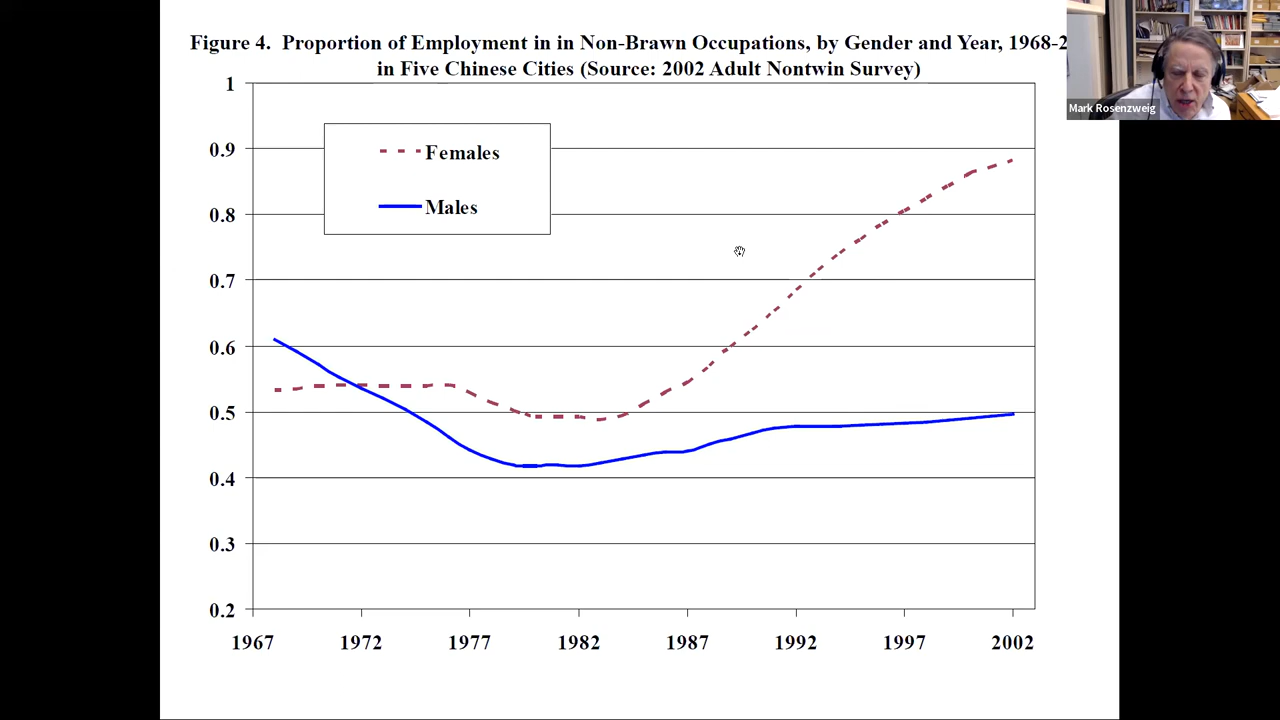 Figure 4. Proportion of Employment in in Non-Brawn Occupations, by Gender and Year, 1968-2
in Five Chinese Cities (Source: 2002 Adult Nontwin Survey)
Mark Rosenzweig
1
0.9
0.8
0.7
0.6
0.5
0.4
0.3
0.2
Females
Males
1967 1972 1977 1982 1987 1992 1997 2002